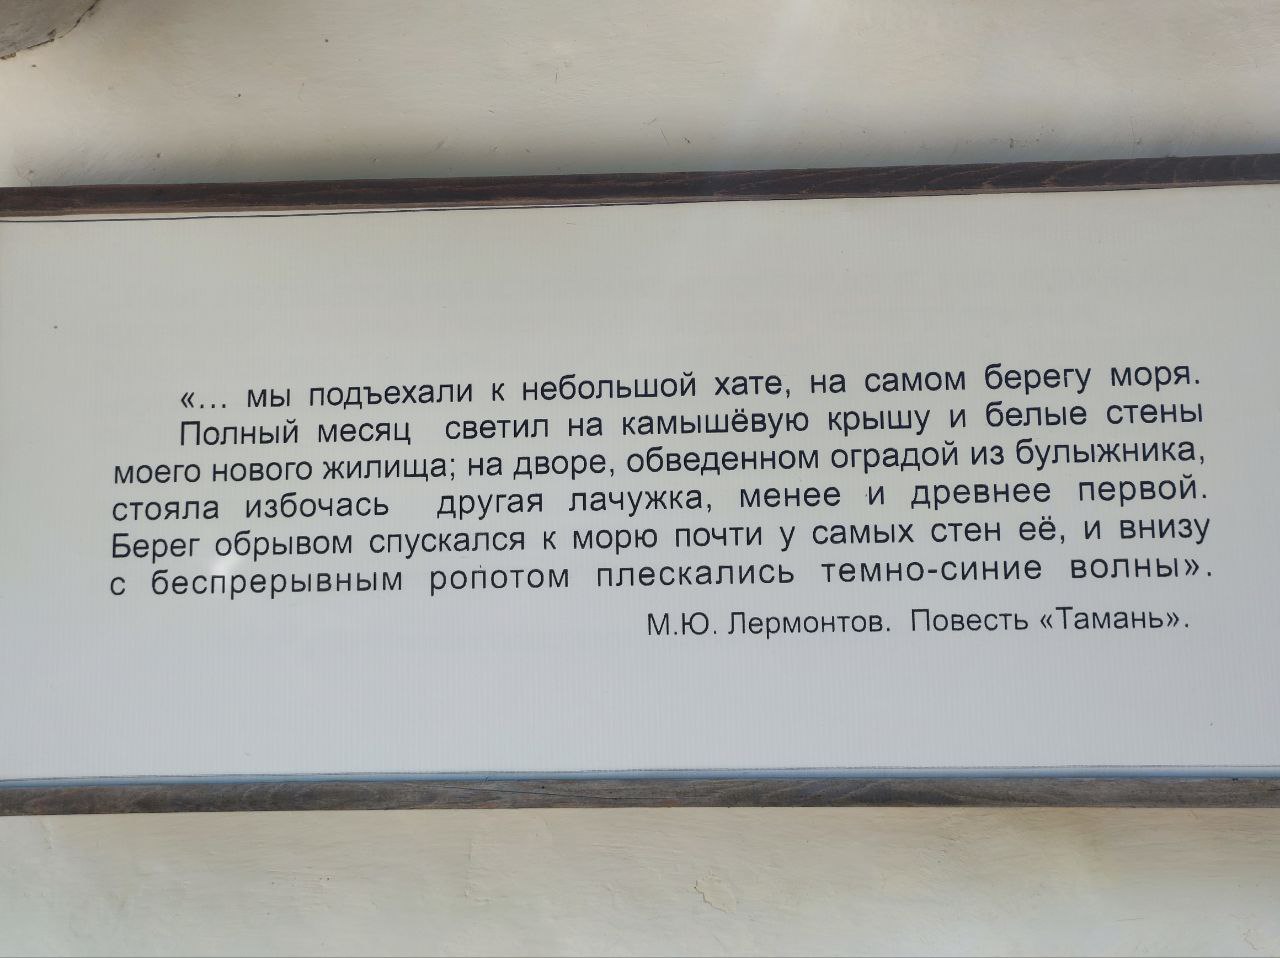 «... мы подъехали к небольшой хате, на самом берегу моря.
Полный месяц светил на камышёвую крышу и белые стены
моего нового жилища; на дворе, обведенном оградой из булыжника,
стояла избочась другая лачужка, менее и древнее первой.
Берег обрывом спускался к морю почти у самых стен её, и внизу
с беспрерывным ропотом плескались темно-синие волны».
М.Ю. Лермонтов. Повесть «Тамань».